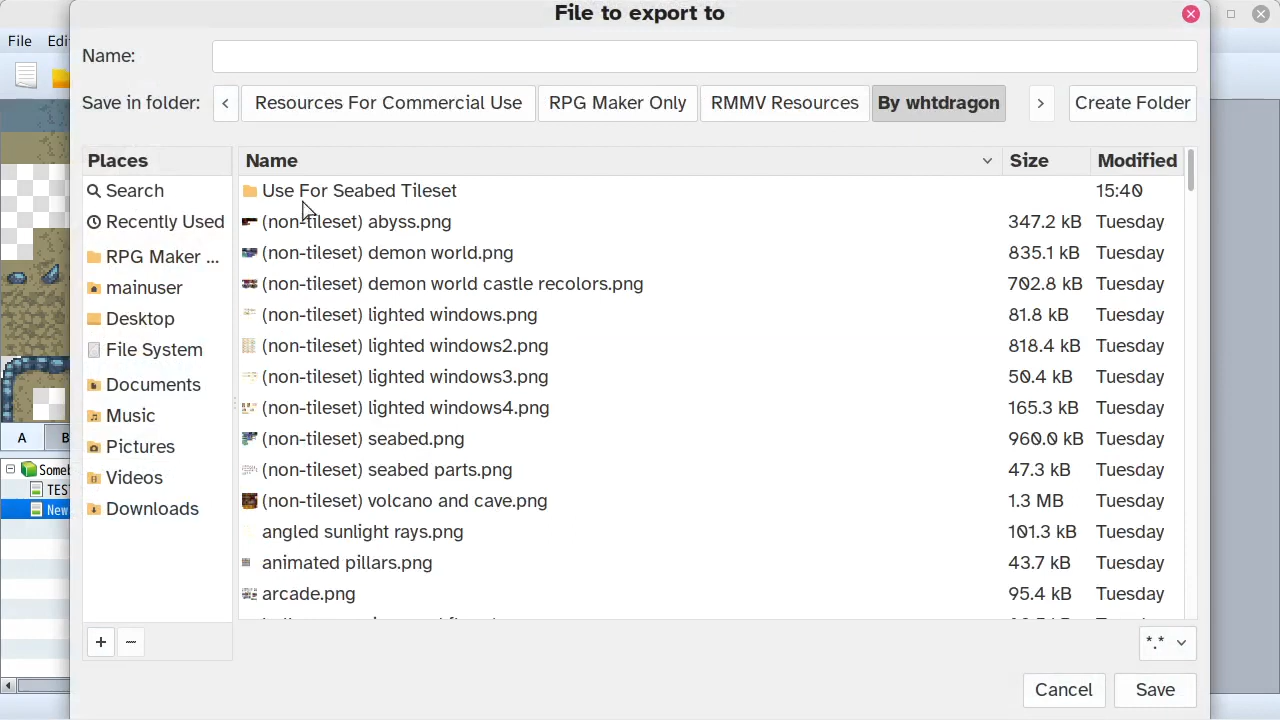 File to export to
File Edi
Name:
Save in folder: Resources For Commercial Use RPG Maker Only RMMV Resources By whtdragon Create Folder
Places Name Size Modified
Search Use For Seabed Tileset 15:40
Recently Used (non-tileset) abyss.png 347.2 kB Tuesday
RPG Maker ... (non-tileset) demon world.png 835.1 kB Tuesday
mainuser (non-tileset) demon world castle recolors.png 702.8 kB Tuesday
Desktop (non-tileset) lighted windows.png 81.8 kB Tuesday
File System (non-tileset) lighted windows2.png 818.4 kB Tuesday
Documents (non-tileset) lighted windows3.png 50.4 kB Tuesday
Music (non-tileset) lighted windows4.png 165.3 kB Tuesday
A B Pictures (non-tileset) seabed.png 960.0 kB Tuesday
Someb Videos (non-tileset) seabed parts.png 47.3 kB Tuesday
TES
New Downloads (non-tileset) volcano and cave.png 1.3 MB Tuesday
angled sunlight rays.png 101.3 kB Tuesday
animated pillars.png 43.7 kB Tuesday
arcade.png 95.4 kB Tuesday
*.*
Cancel Save